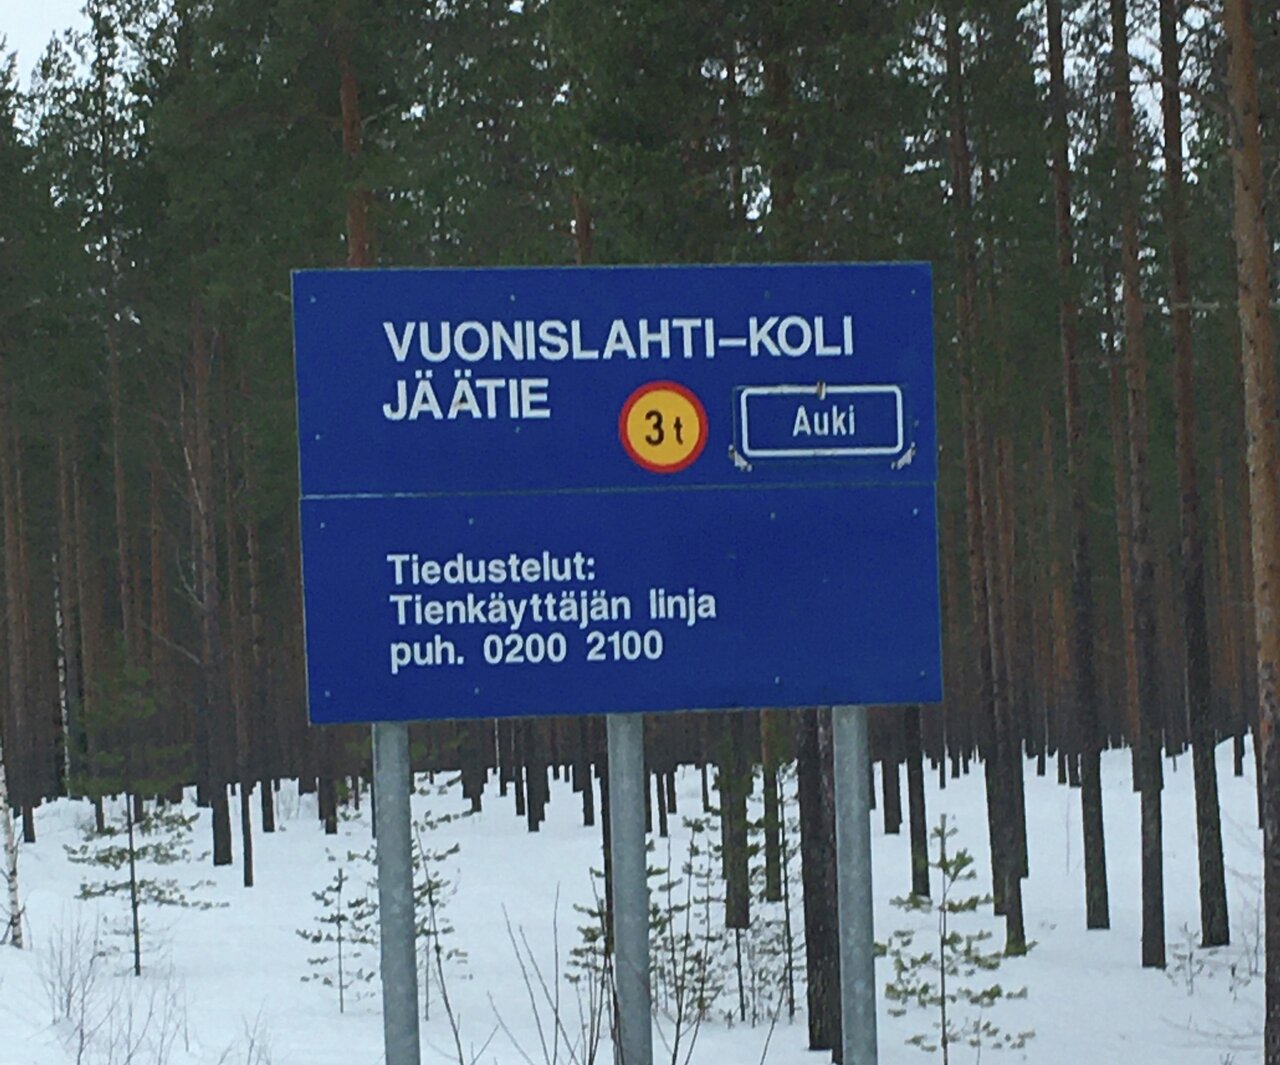 VUONISLAHTI–KOLI
JÄÄTIE
3 t
Auki
Tiedustelut:
Tienkäyttäjän linja
puh. 0200 2100